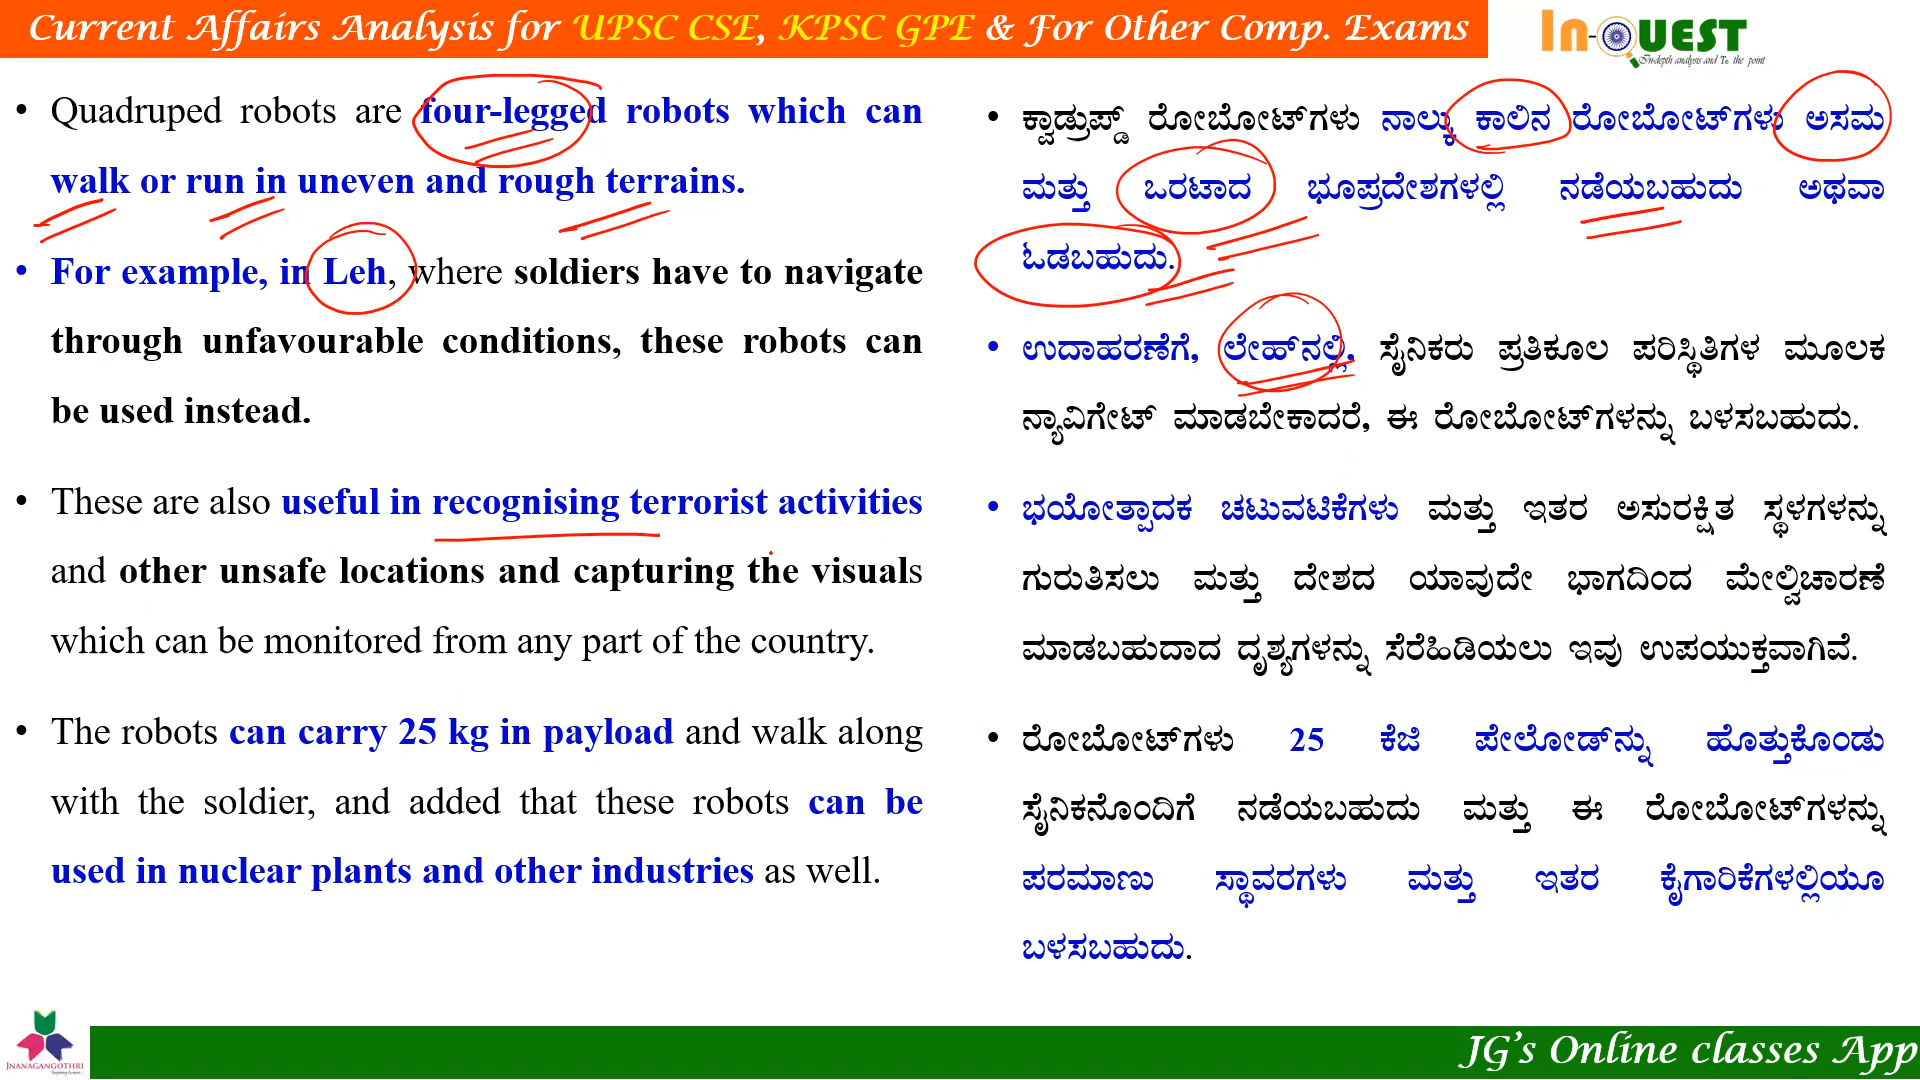 Current Affairs Analysis for UPSC CSE, KPSC GPE & For Other Comp. Exams
In-QUEST
In-depth analysis and To the point
• Quadruped robots are four-legged robots which can
walk or run in uneven and rough terrains.
• For example, in Leh, where soldiers have to navigate
through unfavourable conditions, these robots can
be used instead.
• These are also useful in recognising terrorist activities
and other unsafe locations and capturing the visuals
which can be monitored from any part of the country.
• The robots can carry 25 kg in payload and walk along
with the soldier, and added that these robots can be
used in nuclear plants and other industries as well.
• ಕ್ವಾಡ್ರುಪ್ಡ್ ರೋಬೋಟ್‌ಗಳು ನಾಲ್ಕು ಕಾಲಿನ ರೋಬೋಟ್‌ಗಳು ಅಸಮ
ಮತ್ತು ಒರಟಾದ ಭೂಪ್ರದೇಶಗಳಲ್ಲಿ ನಡೆಯಬಹುದು ಅಥವಾ
ಓಡಬಹುದು.
• ಉದಾಹರಣೆಗೆ, ಲೇಹ್‌ನಲ್ಲಿ, ಸೈನಿಕರು ಪ್ರತಿಕೂಲ ಪರಿಸ್ಥಿತಿಗಳ ಮೂಲಕ
ನ್ಯಾವಿಗೇಟ್ ಮಾಡಬೇಕಾದರೆ, ಈ ರೋಬೋಟ್‌ಗಳನ್ನು ಬಳಸಬಹುದು.
• ಭಯೋತ್ಪಾದಕ ಚಟುವಟಿಕೆಗಳು ಮತ್ತು ಇತರ ಅಸುರಕ್ಷಿತ ಸ್ಥಳಗಳನ್ನು
ಗುರುತಿಸಲು ಮತ್ತು ದೇಶದ ಯಾವುದೇ ಭಾಗದಿಂದ ಮೇಲ್ವಿಚಾರಣೆ
ಮಾಡಬಹುದಾದ ದೃಶ್ಯಗಳನ್ನು ಸೆರೆಹಿಡಿಯಲು ಇವು ಉಪಯುಕ್ತವಾಗಿವೆ.
• ರೋಬೋಟ್‌ಗಳು 25 ಕೆಜಿ ಪೇಲೋಡ್‌ನ್ನು ಹೊತ್ತುಕೊಂಡು
ಸೈನಿಕನೊಂದಿಗೆ ನಡೆಯಬಹುದು ಮತ್ತು ಈ ರೋಬೋಟ್‌ಗಳನ್ನು
ಪರಮಾಣು ಸ್ಥಾವರಗಳು ಮತ್ತು ಇತರ ಕೈಗಾರಿಕೆಗಳಲ್ಲಿಯೂ
ಬಳಸಬಹುದು.
JNANAGANGOTHRI
JG's Online classes App